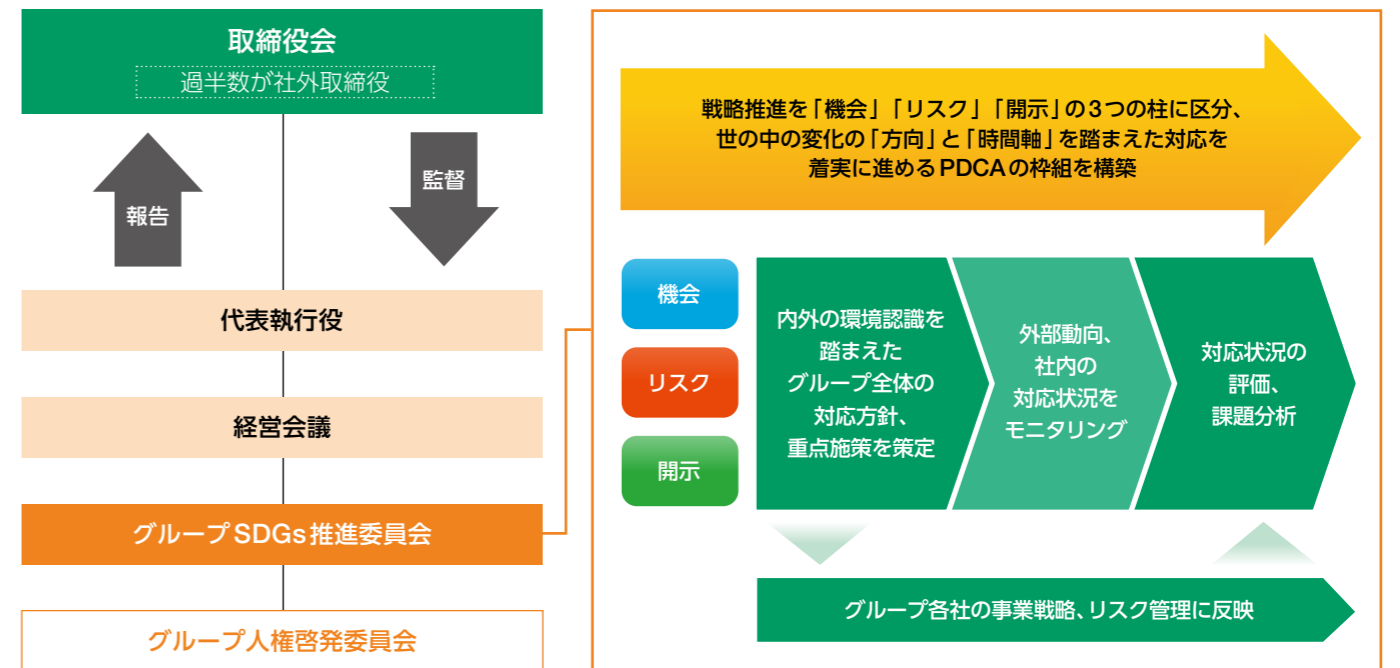 取締役会
過半数が社外取締役
報告
監督
代表執行役
経営会議
グループSDGs推進委員会
グループ人権啓発委員会
戦略推進を「機会」「リスク」「開示」の3つの柱に区分、
世の中の変化の「方向」と「時間軸」を踏まえた対応を
着実に進めるPDCAの枠組を構築
機会
リスク
開示
内外の環境認識を
踏まえた
グループ全体の
対応方針、
重点施策を策定
外部動向、
社内の
対応状況を
モニタリング
対応状況の
評価、
課題分析
グループ各社の事業戦略、リスク管理に反映